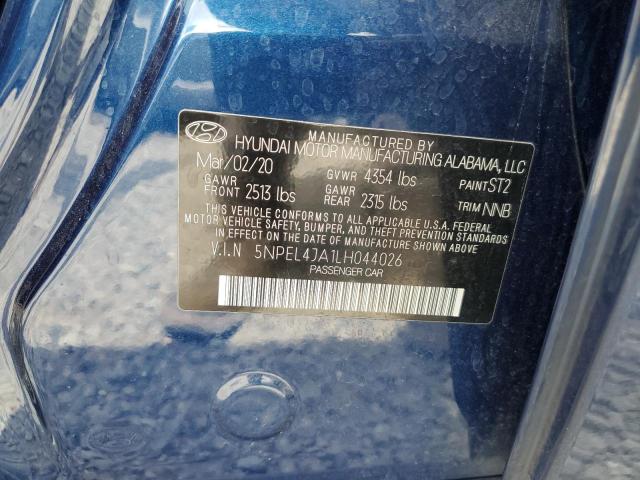 MANUFACTURED BY
HYUNDAI MOTOR MANUFACTURING ALABAMA, LLC
Mar/02/20 GVWR 4354 lbs PAINT ST2
GAWR FRONT 2513 lbs GAWR REAR 2315 lbs TRIM NNB
THIS VEHICLE CONFORMS TO ALL APPLICABLE U.S.A. FEDERAL
MOTOR VEHICLE SAFETY, BUMPER, AND THEFT PREVENTION
STANDARDS IN EFFECT ON THE DATE OF MANUFACTURE SHOWN ABOVE
V.I.N 5NPEL4JA1LH044026
PASSENGER CAR